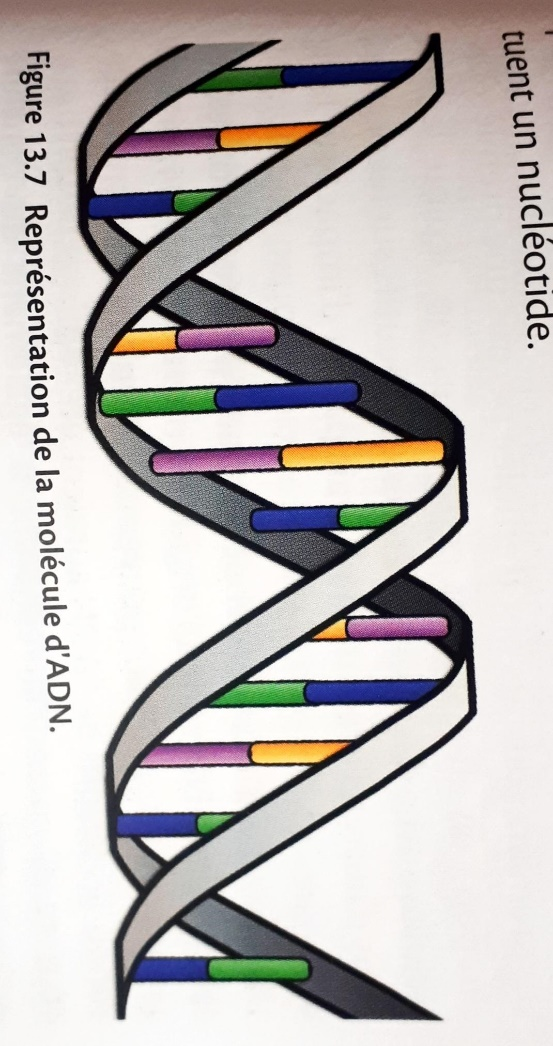 tuent un nucléotide.
Figure 13.7 Représentation de la molécule d'ADN.